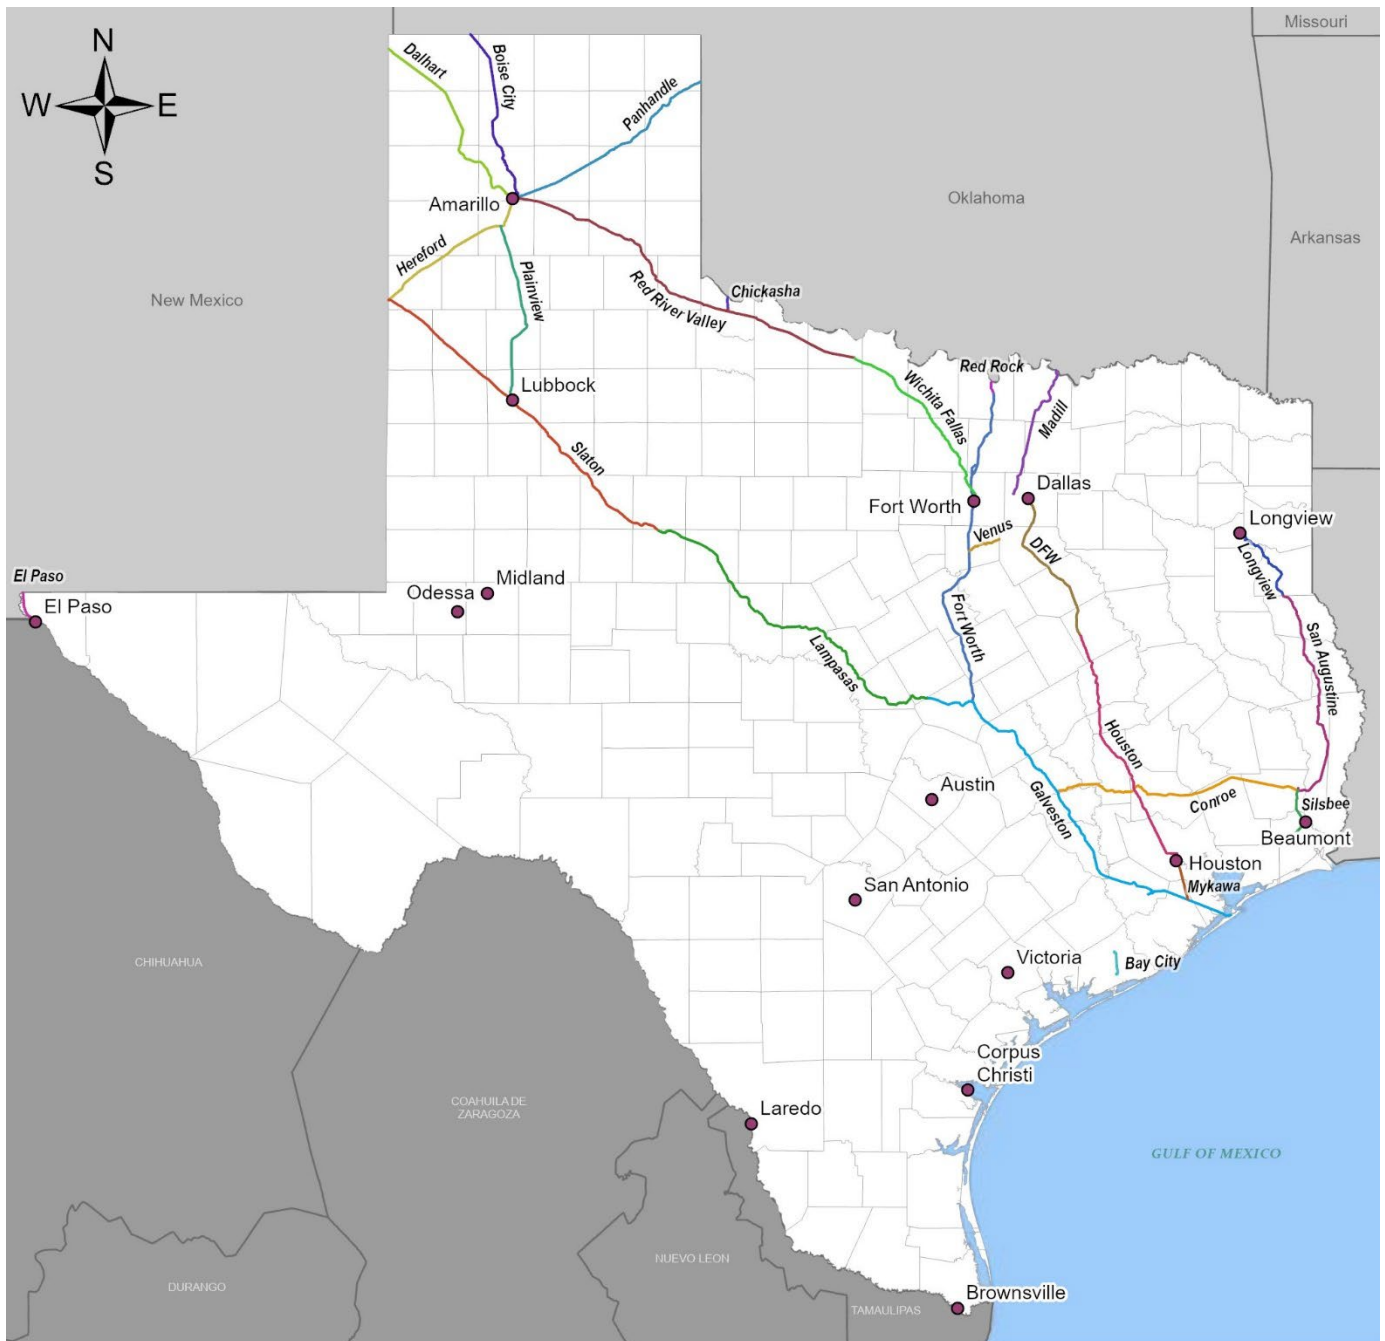 Missouri
N
W
E
S
Dalhart
Boise City
Panhandle
Oklahoma
Amarillo
Arkansas
Hereford
Plainview
New Mexico
Chickasha
Red River Valley
Red Rock
Lubbock
Wichita Fallas
Madill
Slaton
Dallas
Fort Worth
Longview
Venus
DFW
Longview
El Paso
El Paso
Midland
Odessa
Fort Worth
San Augustine
Lampasas
Houston
Austin
Galveston
Conroe
Silsbee
Beaumont
Houston
San Antonio
Mykawa
CHIHUAHUA
Victoria
Bay City
Corpus
Christi
COAHUILA DE
ZARAGOZA
Laredo
GULF OF MEXICO
NUEVO LEON
DURANGO
Brownsville
TAMAULIPAS